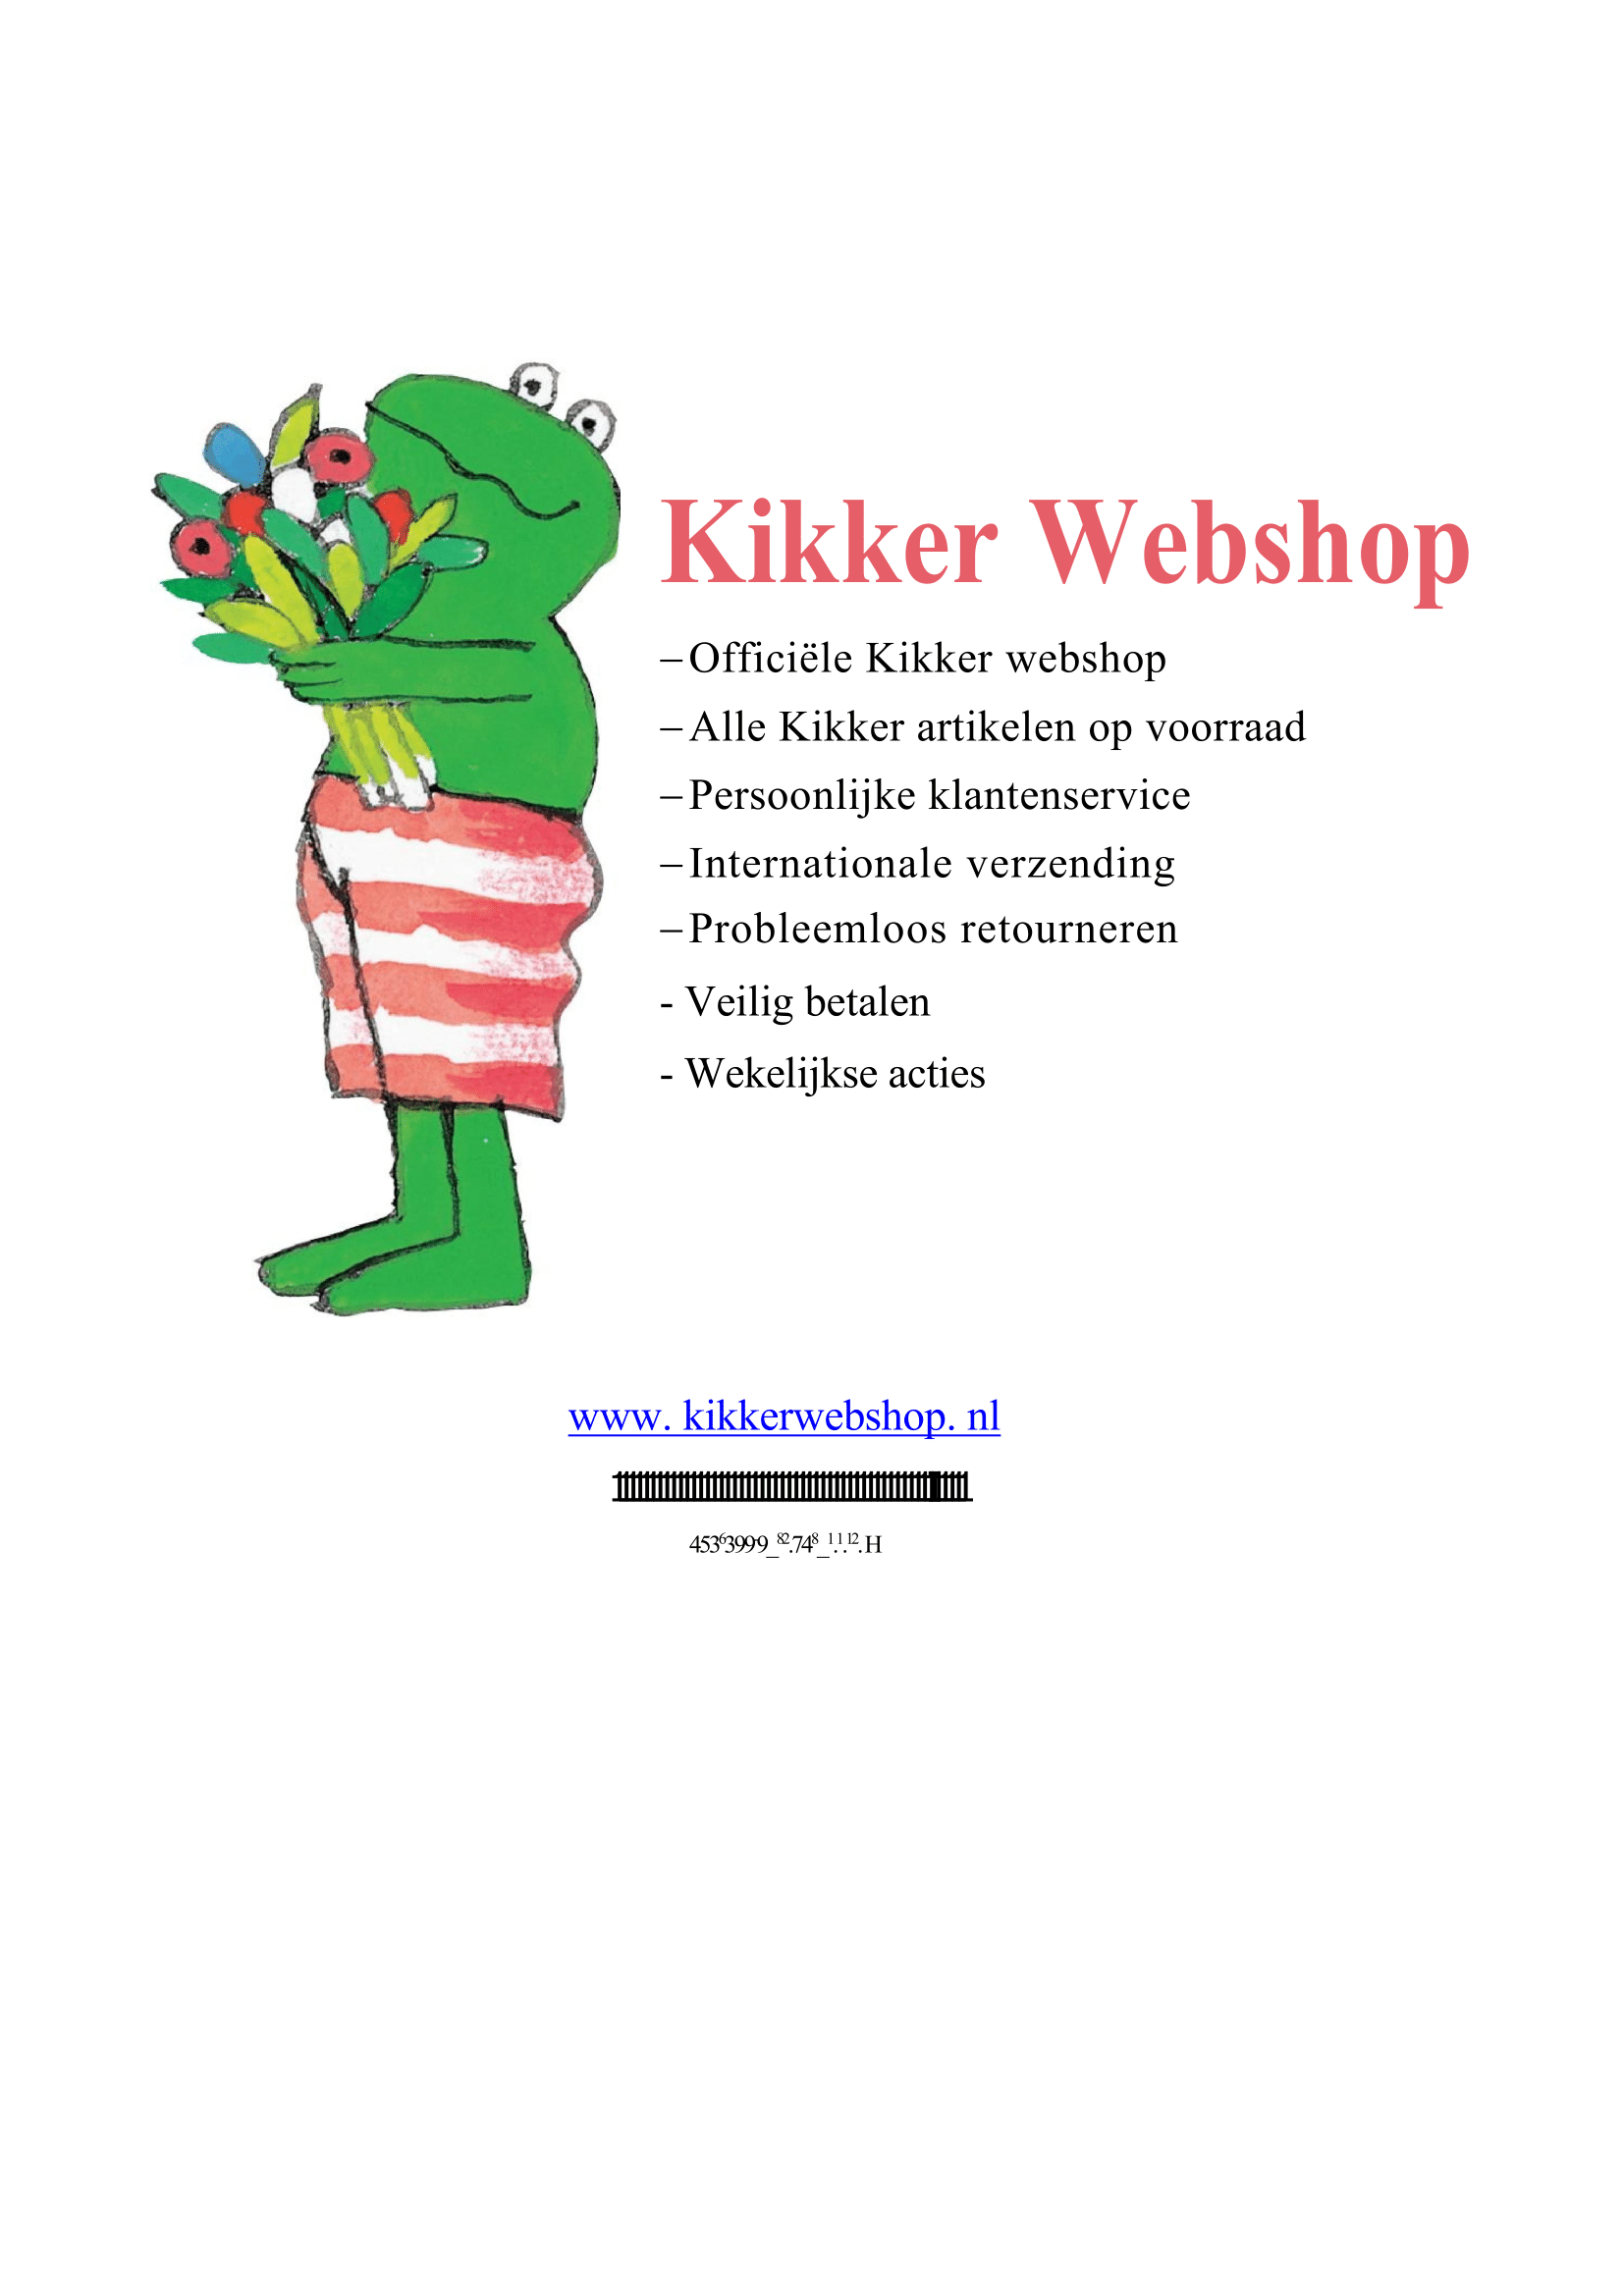 Kikker Webshop
–Officiële Kikker webshop
–Alle Kikker artikelen op voorraad
–Persoonlijke klantenservice
–Internationale verzending
–Probleemloos retourneren
- Veilig betalen
- Wekelijkse acties
www. kikkerwebshop. nl